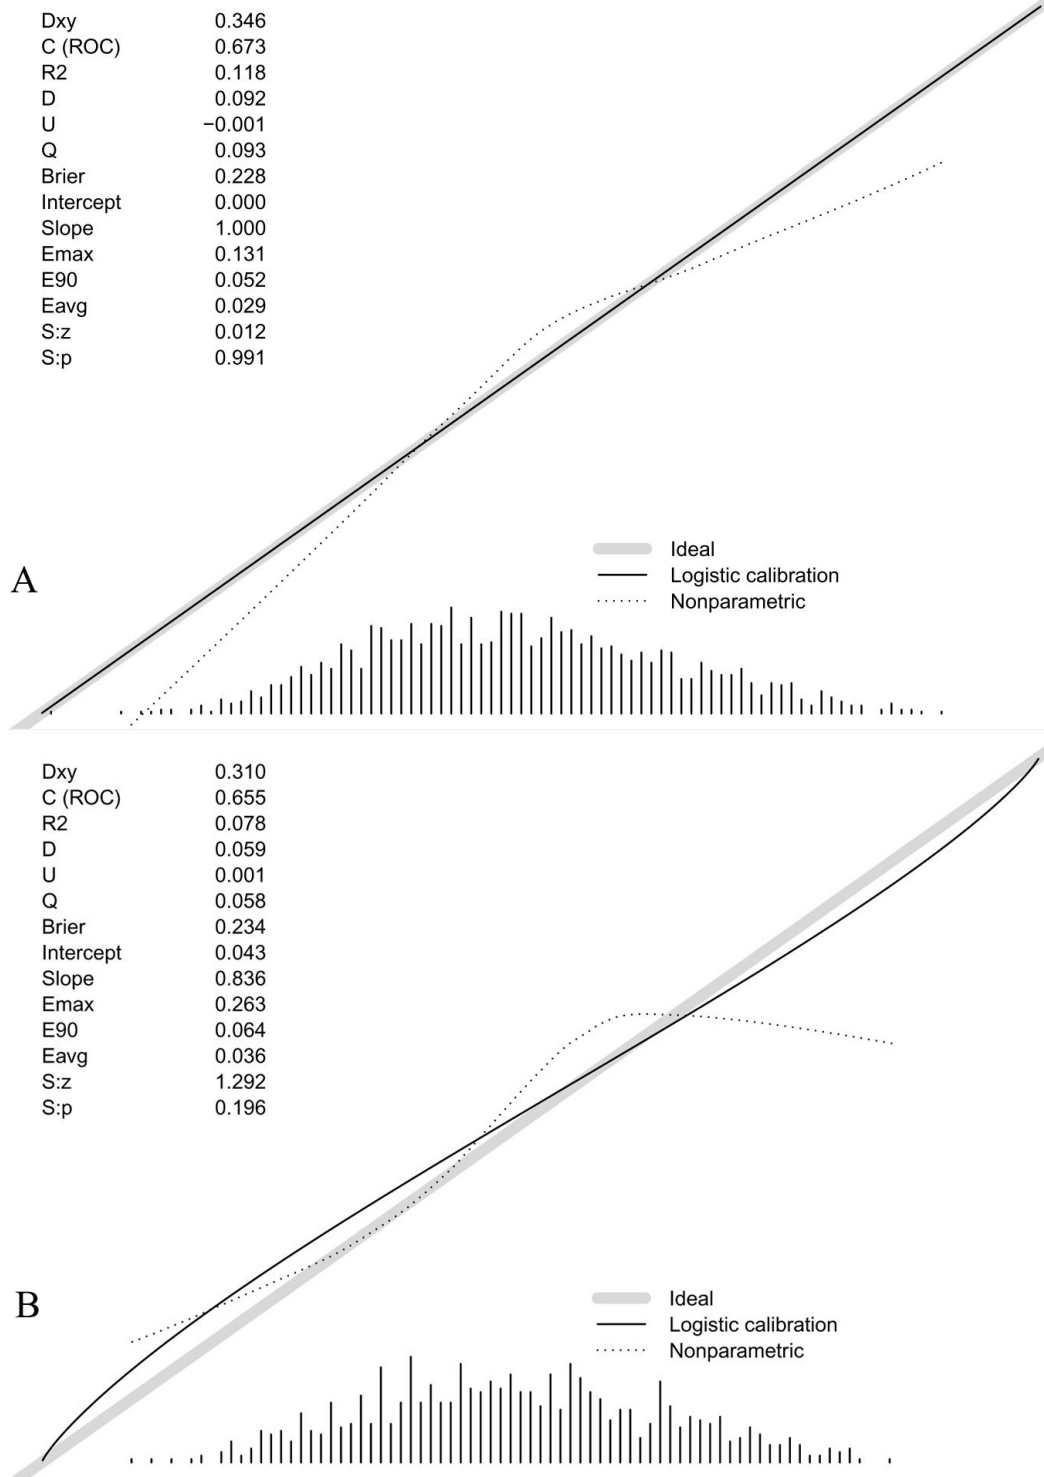 Dxy 0.346
C (ROC) 0.673
R2 0.118
D 0.092
U −0.001
Q 0.093
Brier 0.228
Intercept 0.000
Slope 1.000
Emax 0.131
E90 0.052
Eavg 0.029
S:z 0.012
S:p 0.991
Ideal
Logistic calibration
Nonparametric
A
Dxy 0.310
C (ROC) 0.655
R2 0.078
D 0.059
U 0.001
Q 0.058
Brier 0.234
Intercept 0.043
Slope 0.836
Emax 0.263
E90 0.064
Eavg 0.036
S:z 1.292
S:p 0.196
Ideal
Logistic calibration
Nonparametric
B